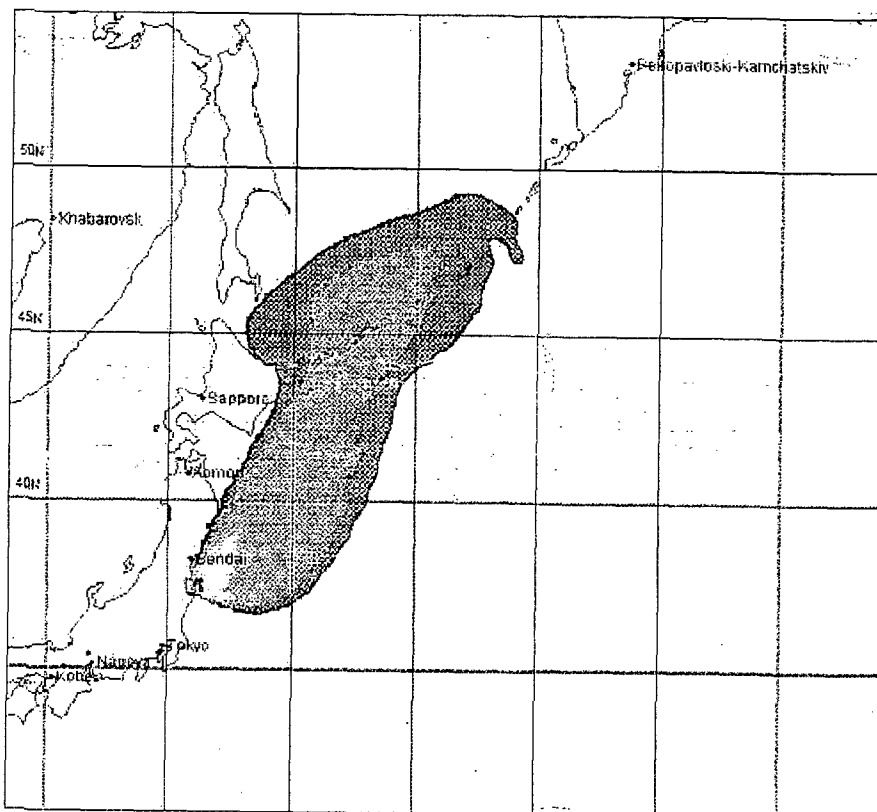 Petropavloski-Kamchatskiy
50N
Khabarovsk
45N
Sapporo
Aomori
40N
Sendai
Tokyo
Nagoya
Kobe